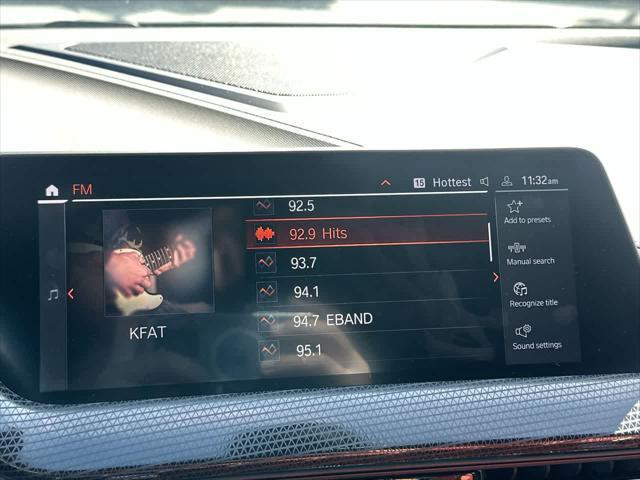 FM
15 Hottest
11:32am
92.5
92.9 Hits
93.7
94.1
94.7 EBAND
95.1
KFAT
Add to presets
Manual search
Recognize title
Sound settings